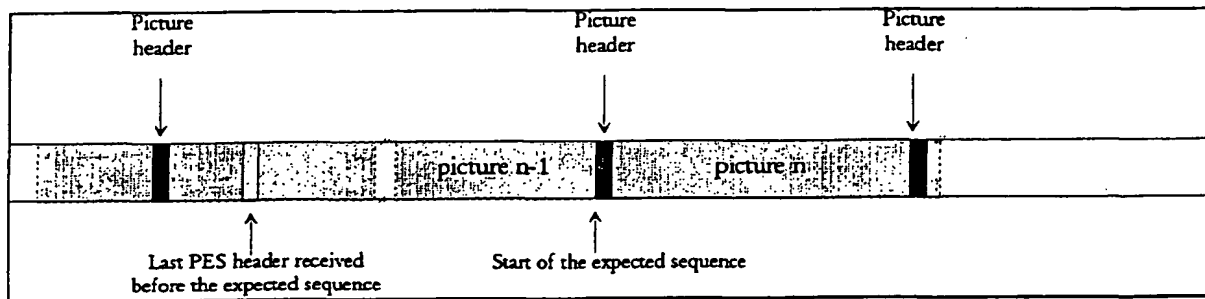 Picture
header
Picture
header
Picture
header
picture n-1
picture n
Last PES header received
before the expected sequence
Start of the expected sequence